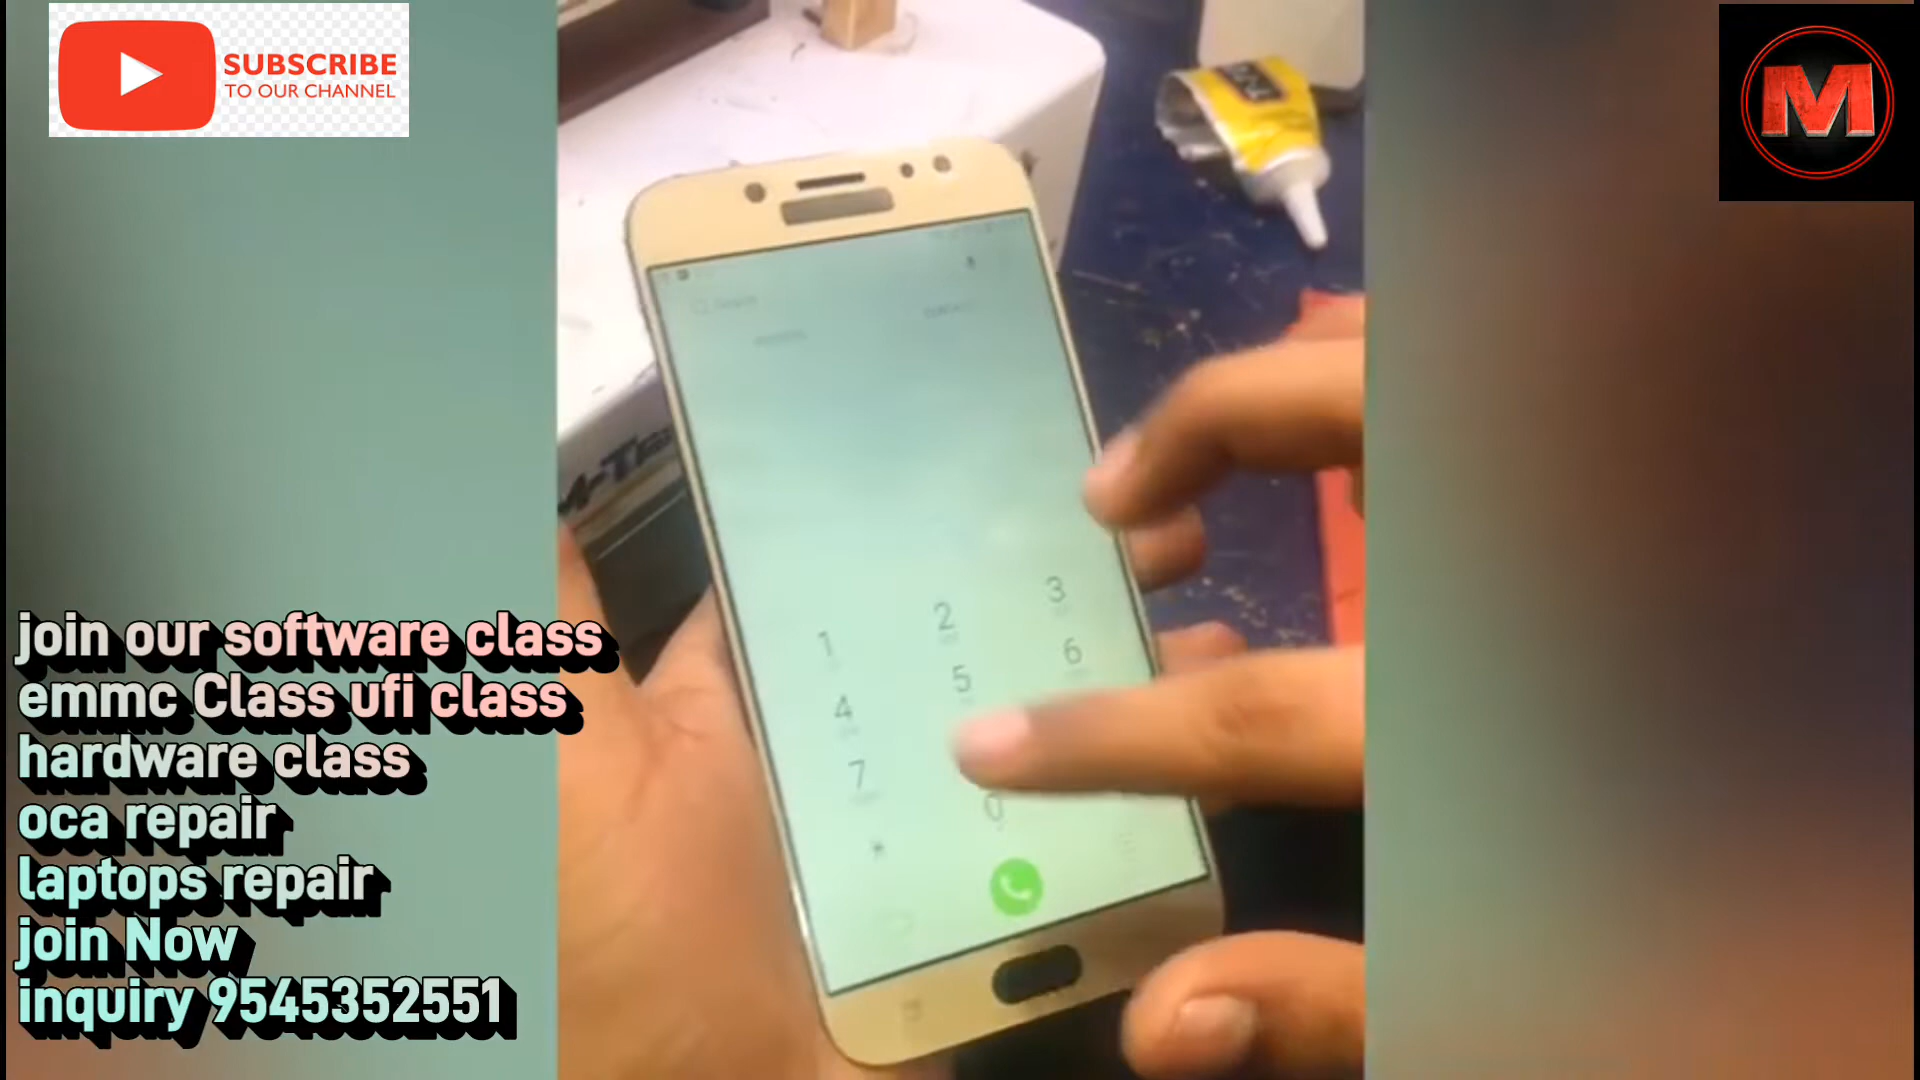 SUBSCRIBE
TO OUR CHANNEL
M
Search
1
2
3
4
5
6
7
0
*
join our software class
emmc Class ufi class
hardware class
oca repair
laptops repair
join Now
inquiry 9545352551